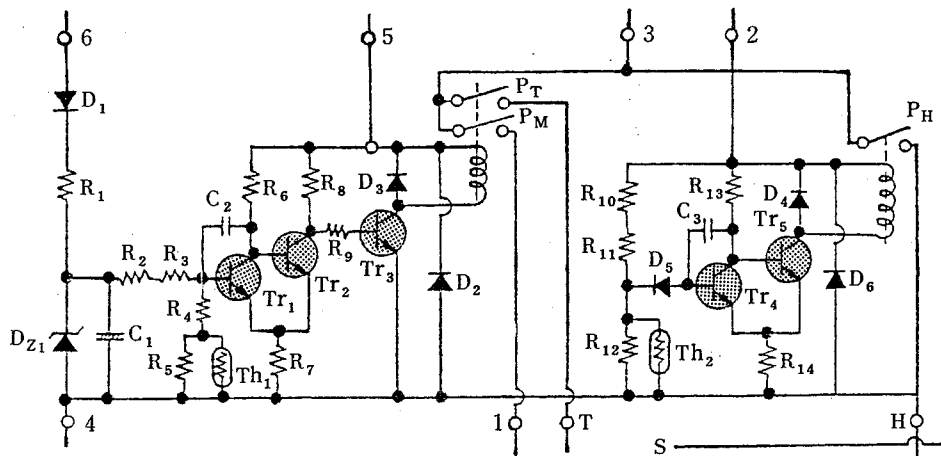 6
5
3
2
D1
PT
PM
PH
R1
R6
R8
D3
C2
R10
R13
D4
Tr5
C3
R2
R3
R9
Tr3
R11
D5
Tr1
Tr2
D2
Tr4
D6
R4
DZ1
C1
R5
Th1
R7
R12
Th2
R14
4
1
T
H
S